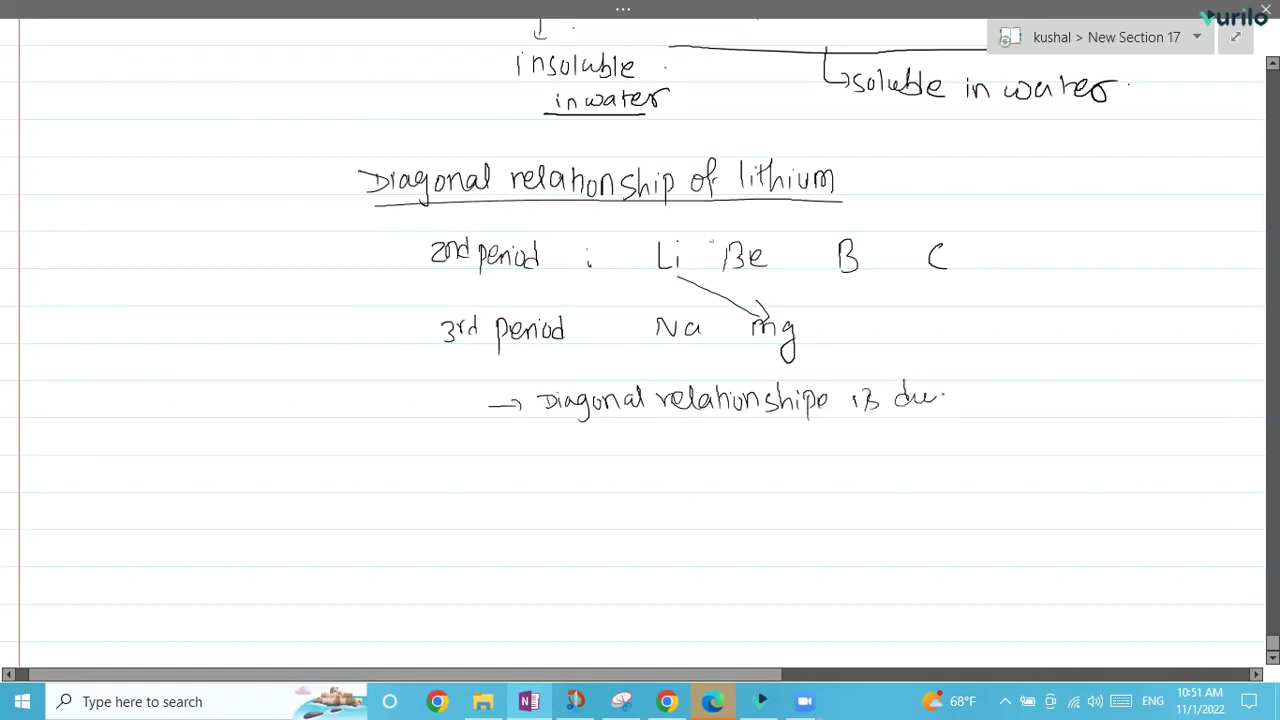 vurilo
kushal > New Section 17
insoluble
in water
soluble in water
Diagonal relationship of lithium
2nd period : Li Be B C
3rd period Na mg
→ Diagonal relationshipe is due
Type here to search
68°F
ENG
10:51 AM
11/1/2022